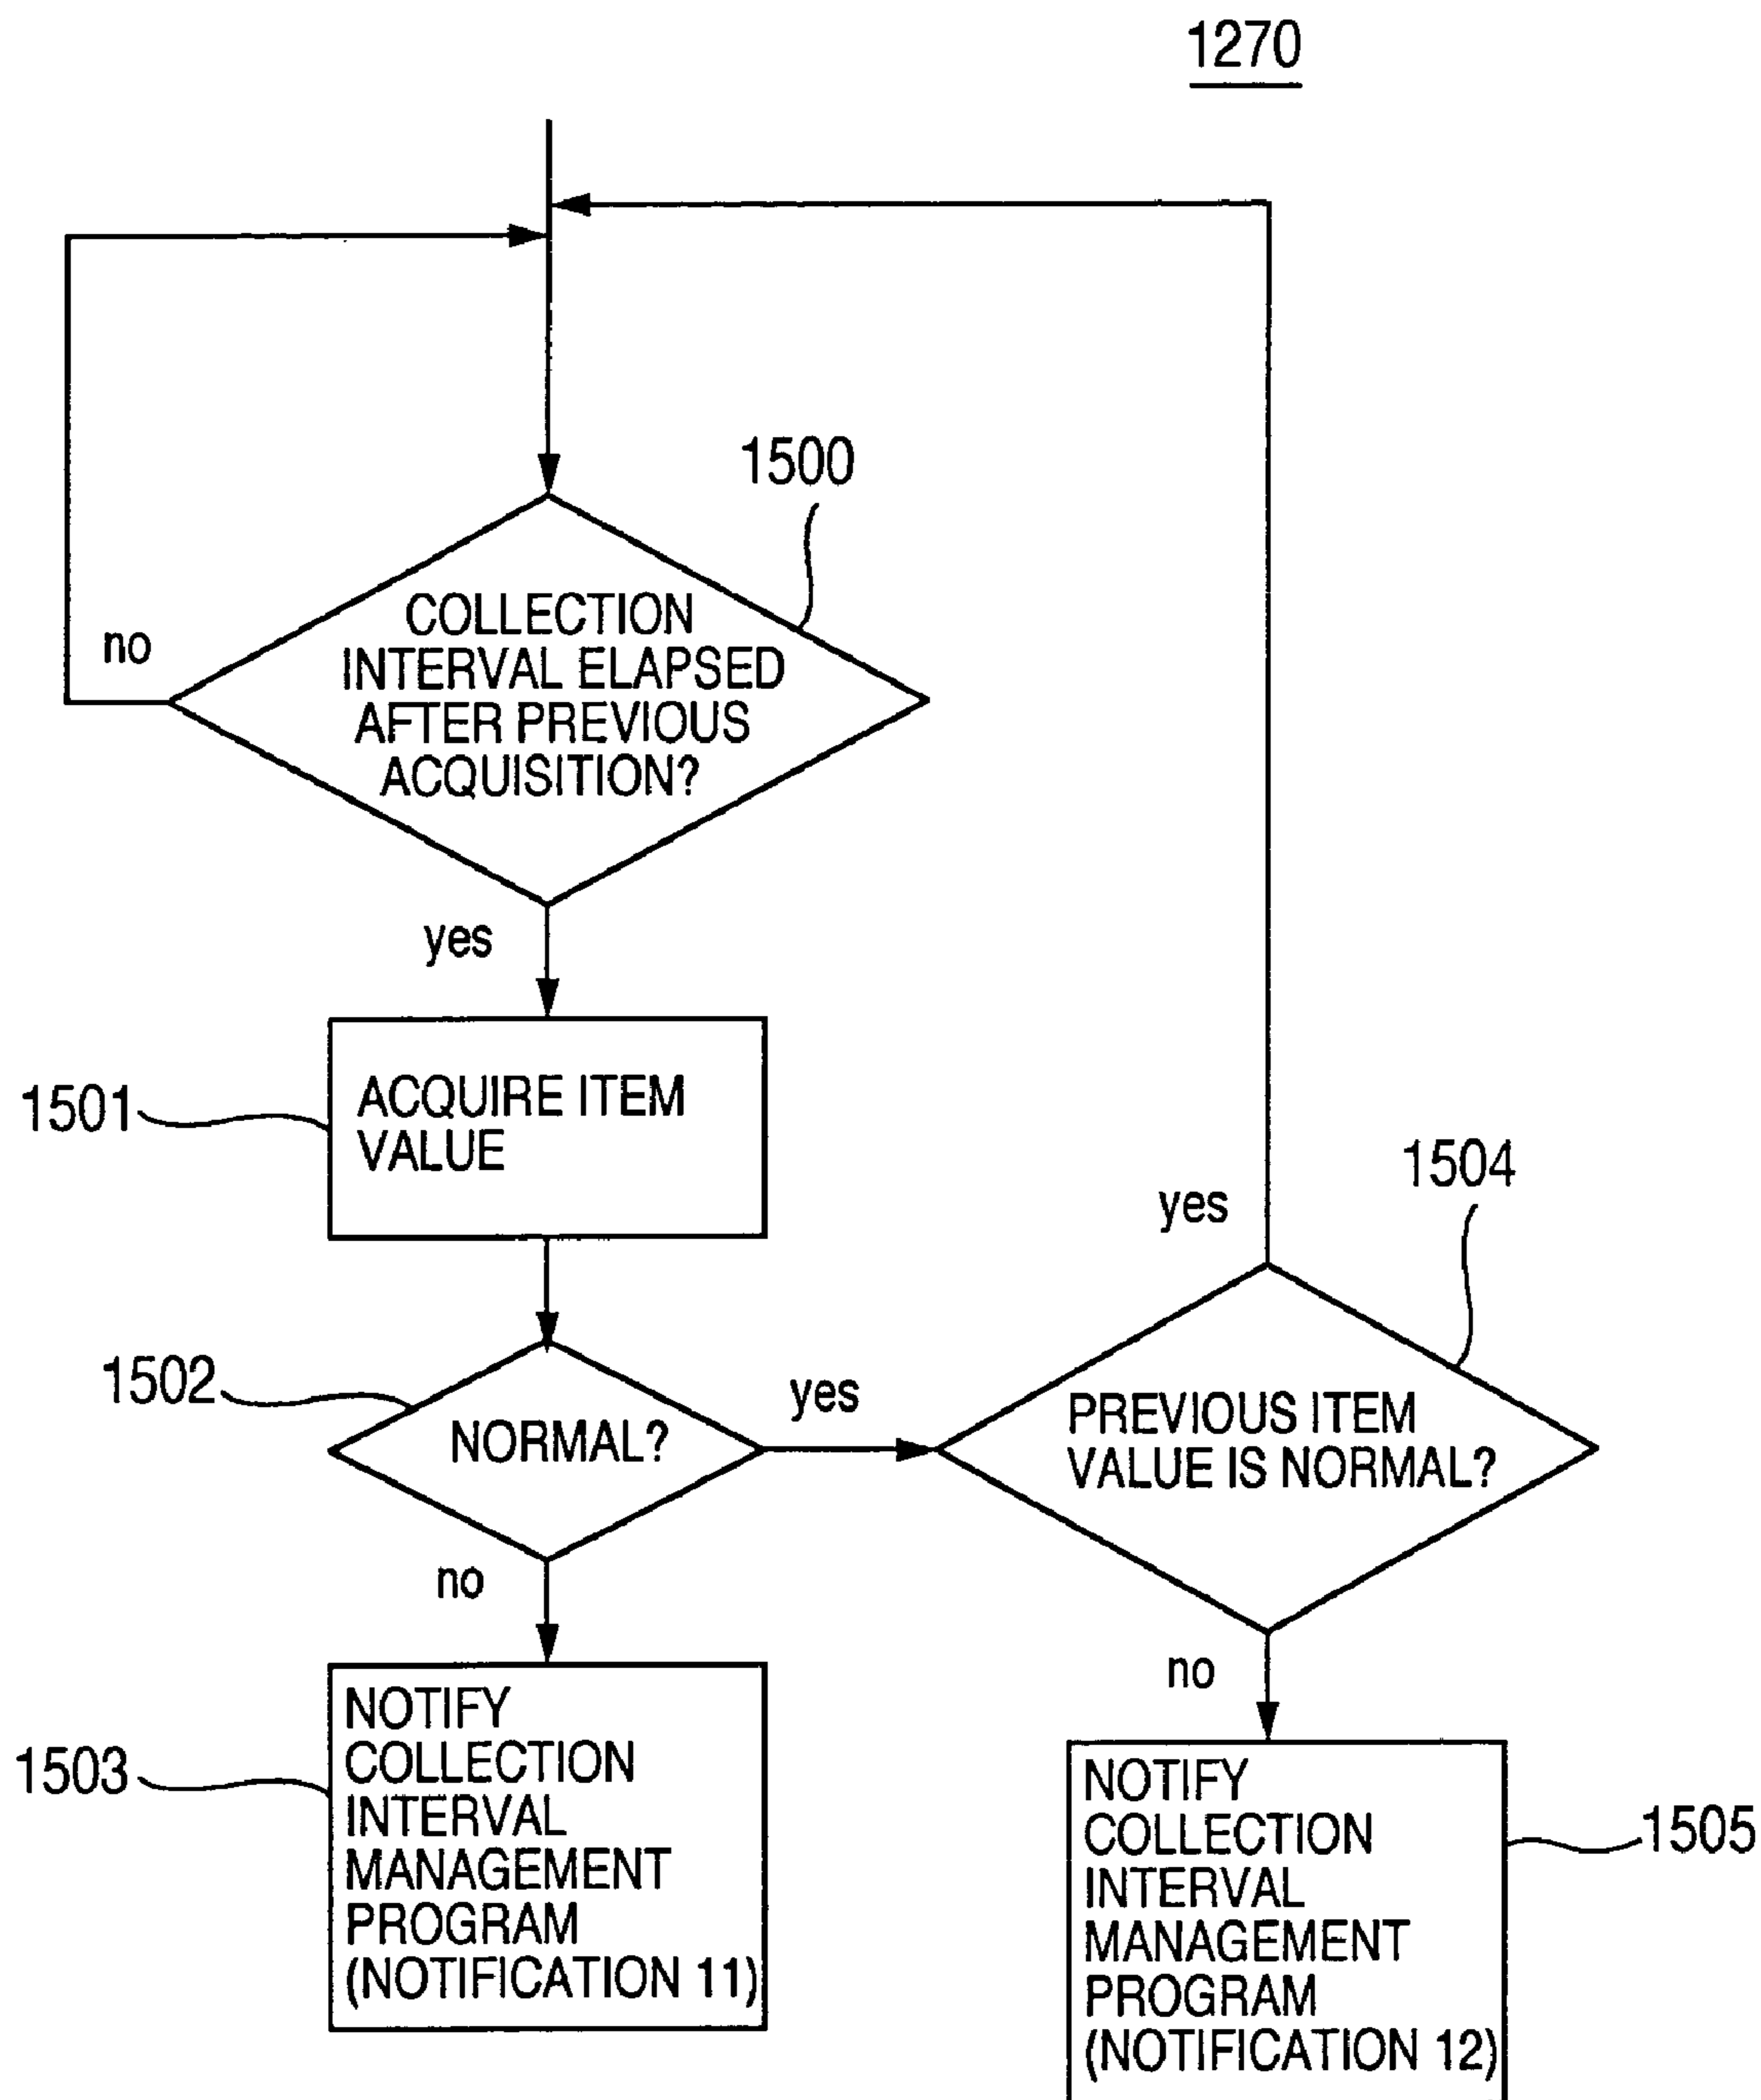 1270
1500
COLLECTION
INTERVAL ELAPSED
AFTER PREVIOUS
ACQUISITION?
no
yes
1501
ACQUIRE ITEM
VALUE
1504
yes
1502
NORMAL?
yes
PREVIOUS ITEM
VALUE IS NORMAL?
no
no
1503
NOTIFY
COLLECTION
INTERVAL
MANAGEMENT
PROGRAM
(NOTIFICATION 11)
NOTIFY
COLLECTION
INTERVAL
MANAGEMENT
PROGRAM
(NOTIFICATION 12)
1505